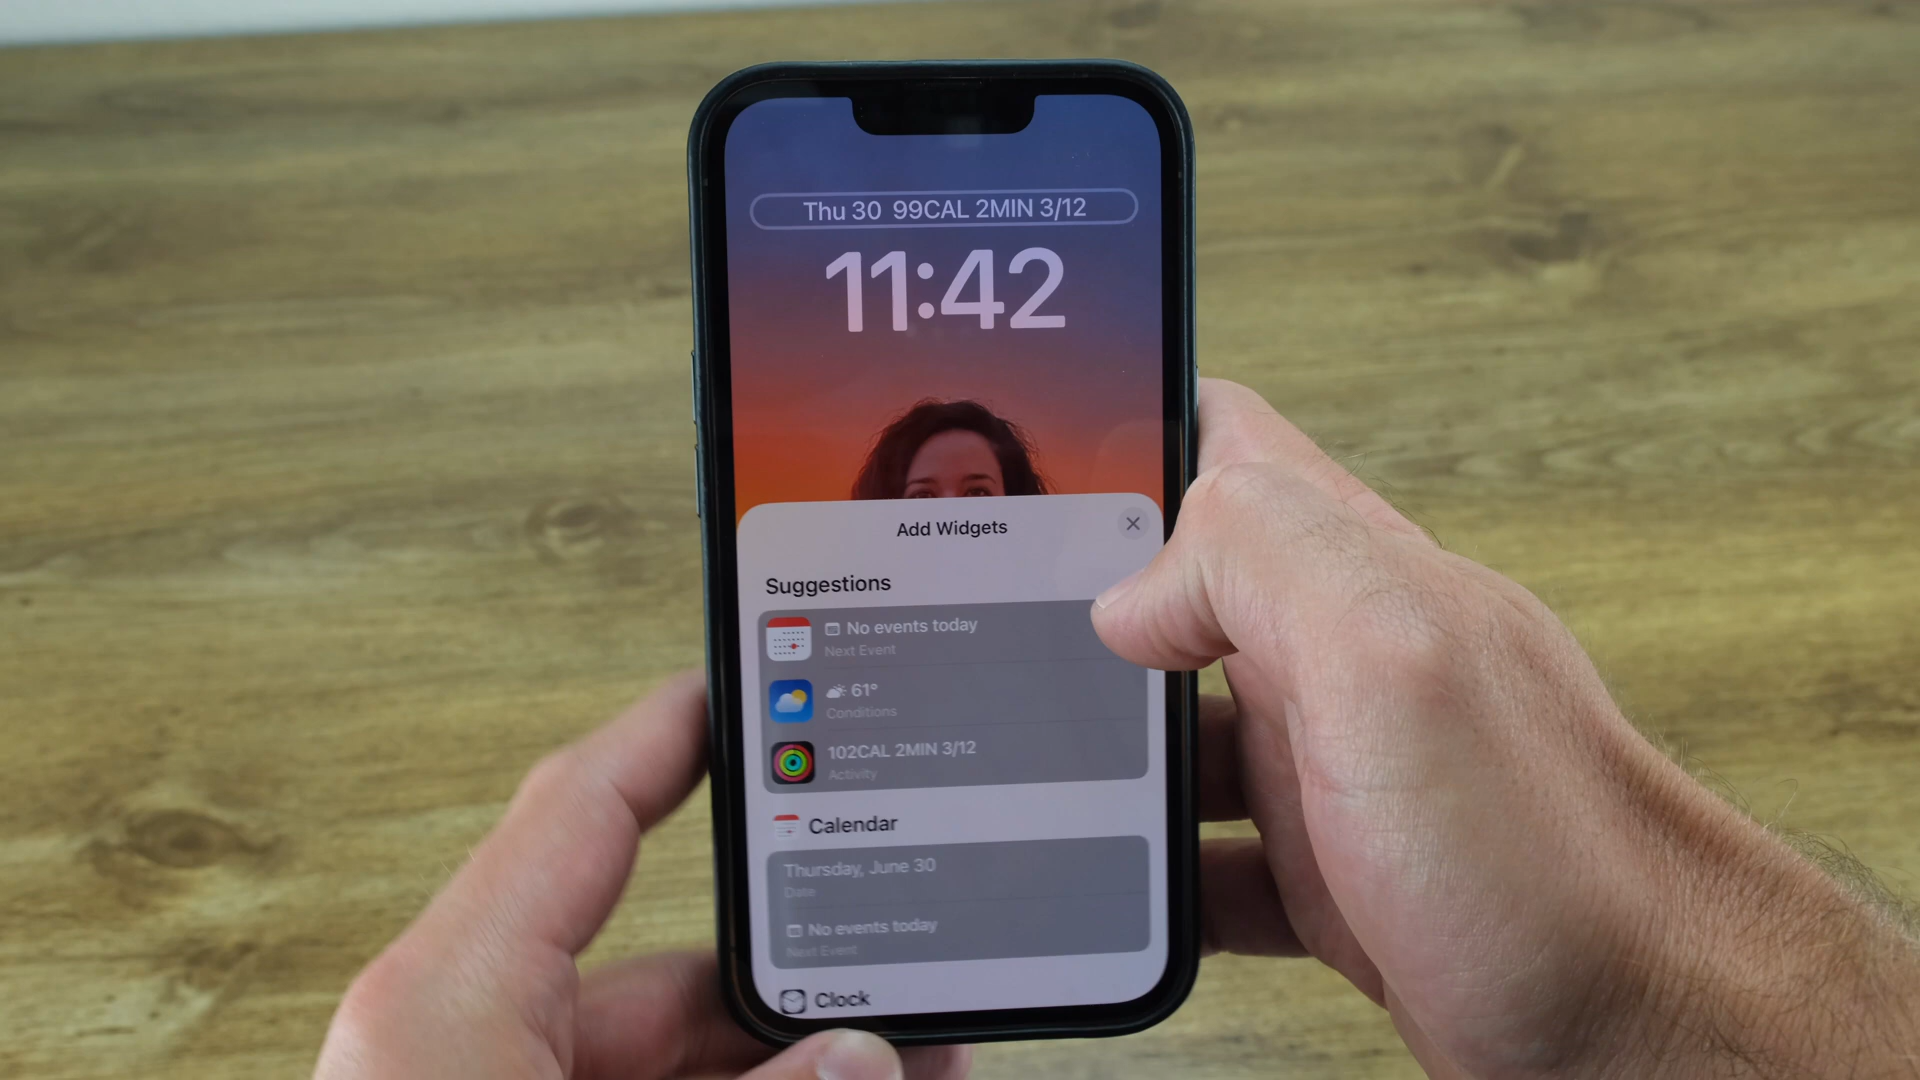 Thu 30 99CAL 2MIN 3/12
11:42
Add Widgets
Suggestions
No events today
Next Event
61°
Conditions
102CAL 2MIN 3/12
Activity
Calendar
Thursday, June 30
Date
No events today
Next Event
Clock